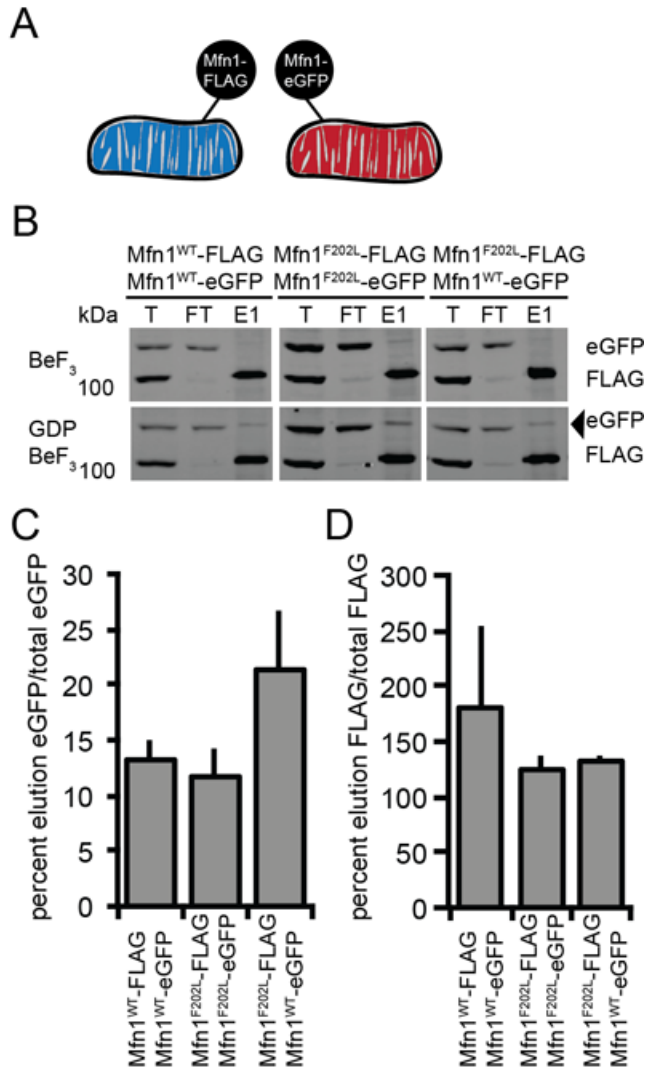 A
Mfn1-
FLAG
Mfn1-
eGFP
B
Mfn1WT-FLAG Mfn1F202L-FLAG Mfn1F202L-FLAG
Mfn1WT-eGFP Mfn1F202L-eGFP Mfn1WT-eGFP
kDa T FT E1 T FT E1 T FT E1
BeF3
100
eGFP
FLAG
GDP
BeF3
100
eGFP
FLAG
C
percent elution eGFP/total eGFP
30
25
20
15
10
5
0
Mfn1WT-FLAG
Mfn1WT-eGFP
Mfn1F202L-FLAG
Mfn1F202L-eGFP
Mfn1F202L-FLAG
Mfn1WT-eGFP
D
percent elution FLAG/total FLAG
300
250
200
150
100
50
0
Mfn1WT-FLAG
Mfn1WT-eGFP
Mfn1F202L-FLAG
Mfn1F202L-eGFP
Mfn1F202L-FLAG
Mfn1WT-eGFP